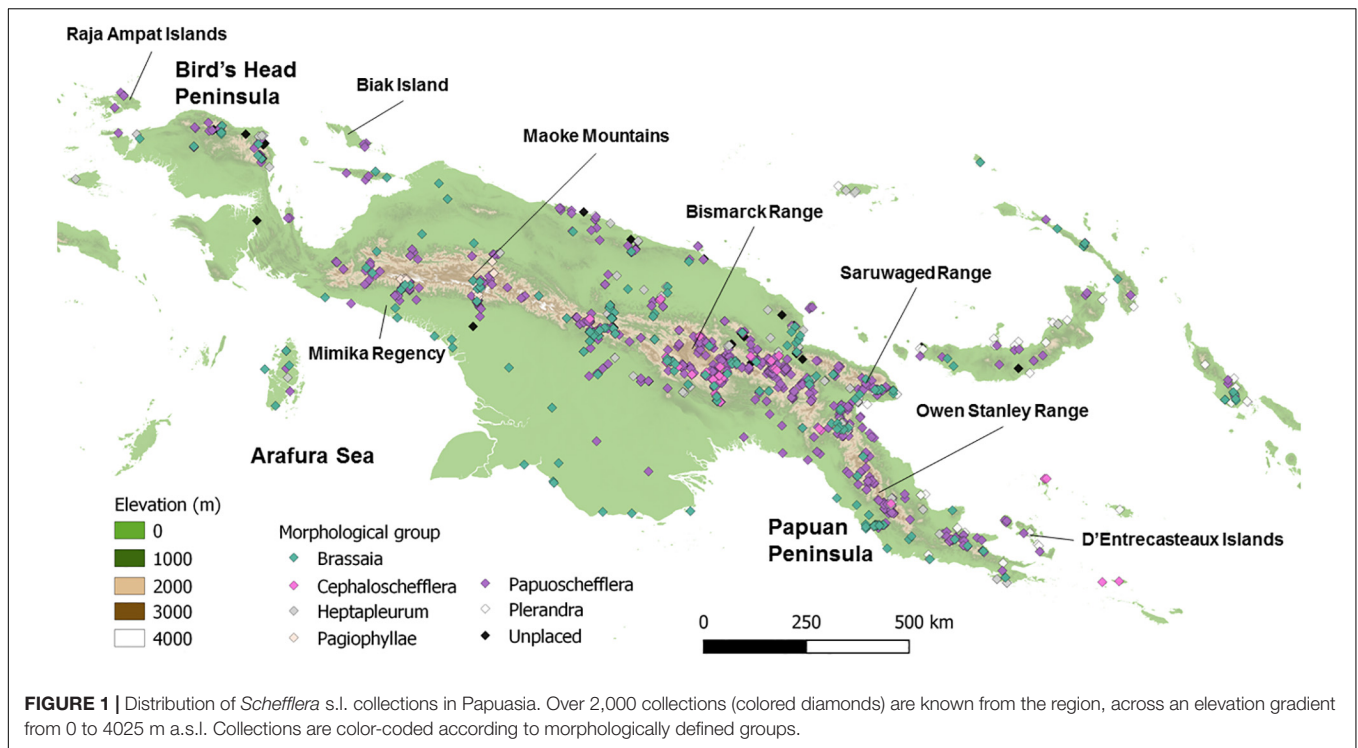 Raja Ampat Islands
Bird's Head
Peninsula
Biak Island
Maoke Mountains
Bismarck Range
Saruwaged Range
Mimika Regency
Owen Stanley Range
Arafura Sea
Papuan
Peninsula
D'Entrecasteaux Islands
Elevation (m)
0
1000
2000
3000
4000
Morphological group
Brassaia
Cephaloschefflera
Heptapleurum
Pagiophyllae
Papuoschefflera
Plerandra
Unplaced
0 250 500 km
FIGURE 1 | Distribution of Schefflera s.l. collections in Papuasia. Over 2,000 collections (colored diamonds) are known from the region, across an elevation gradient
from 0 to 4025 m a.s.l. Collections are color-coded according to morphologically defined groups.